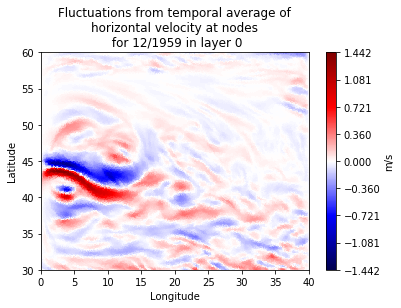 Fluctuations from temporal average of
horizontal velocity at nodes
for 12/1959 in layer 0
60
55
50
45
40
35
30
Latitude
0 5 10 15 20 25 30 35 40
Longitude
1.442
1.081
0.721
0.360
0.000
−0.360
−0.721
−1.081
−1.442
m/s